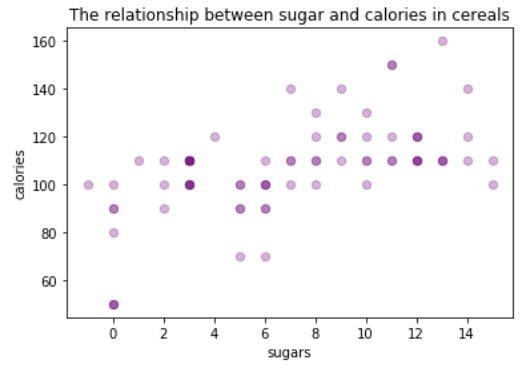 The relationship between sugar and calories in cereals
160
140
120
100
80
60
calories
0 2 4 6 8 10 12 14
sugars